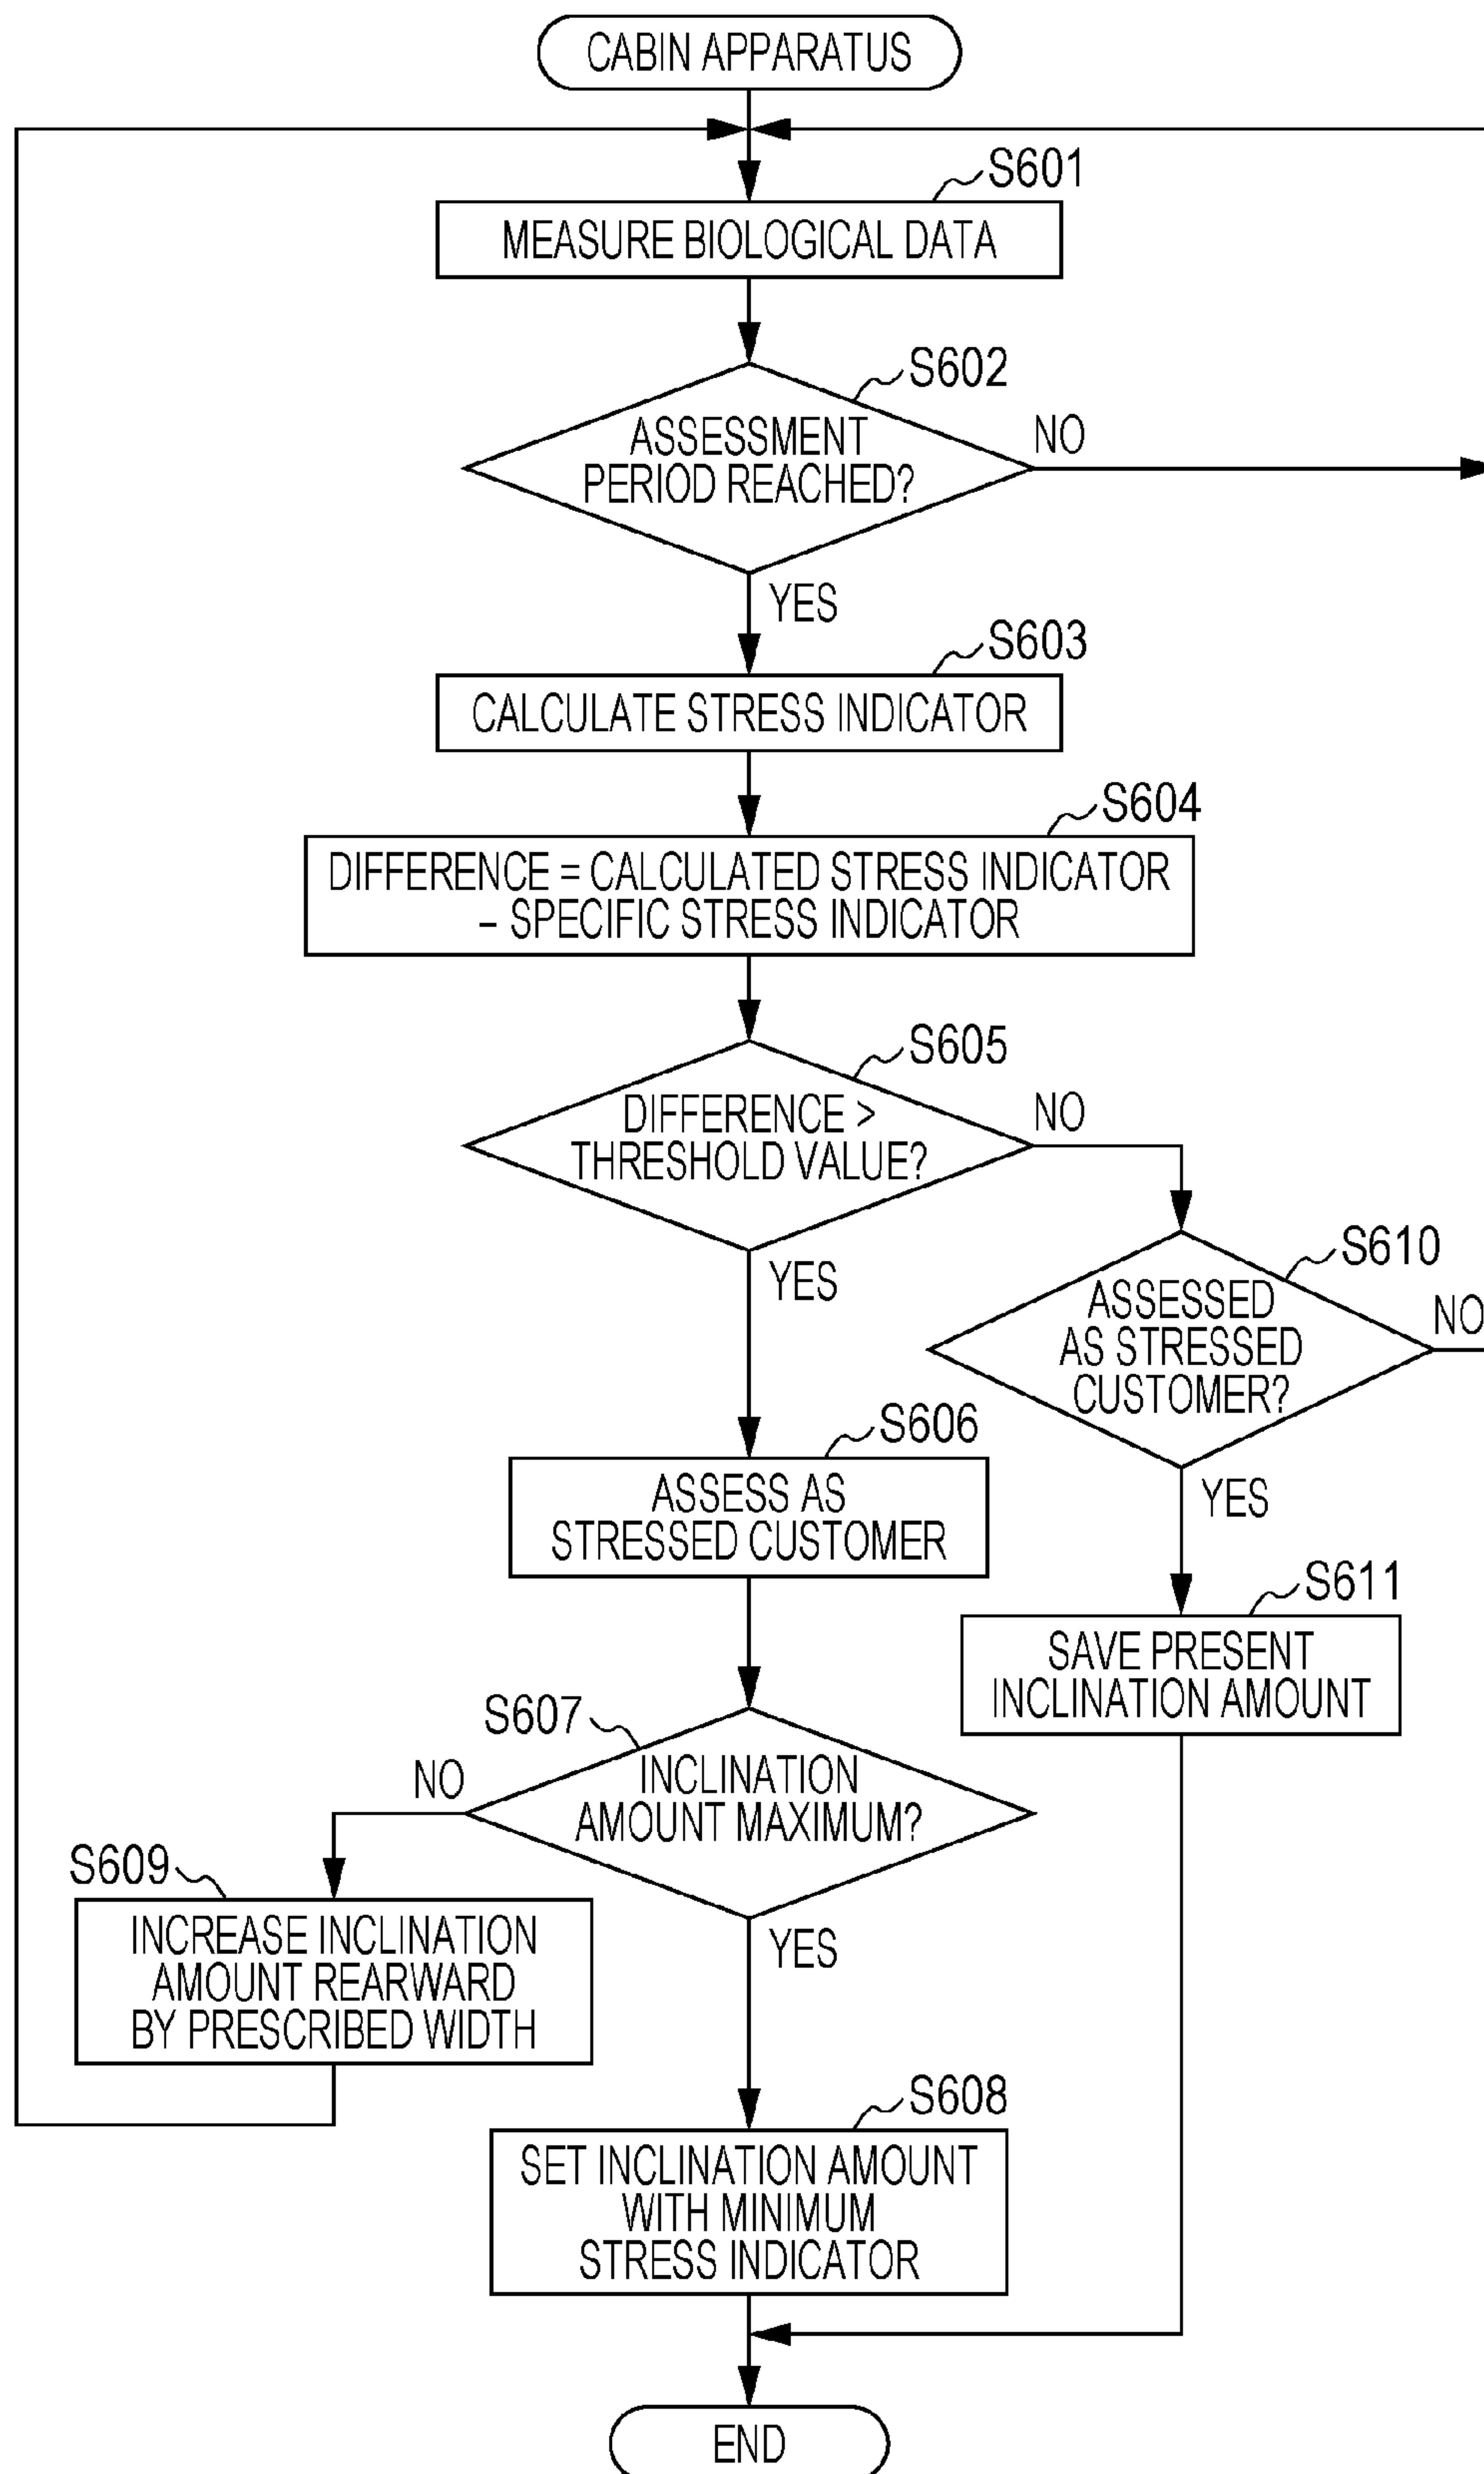 CABIN APPARATUS
S601
MEASURE BIOLOGICAL DATA
S602
ASSESSMENT
PERIOD REACHED?
NO
YES
S603
CALCULATE STRESS INDICATOR
S604
DIFFERENCE = CALCULATED STRESS INDICATOR
– SPECIFIC STRESS INDICATOR
S605
DIFFERENCE >
THRESHOLD VALUE?
NO
YES
S610
ASSESSED
AS STRESSED
CUSTOMER?
NO
YES
S606
ASSESS AS
STRESSED CUSTOMER
S611
SAVE PRESENT
INCLINATION AMOUNT
S607
INCLINATION
AMOUNT MAXIMUM?
NO
YES
S609
INCREASE INCLINATION
AMOUNT REARWARD
BY PRESCRIBED WIDTH
S608
SET INCLINATION AMOUNT
WITH MINIMUM
STRESS INDICATOR
END